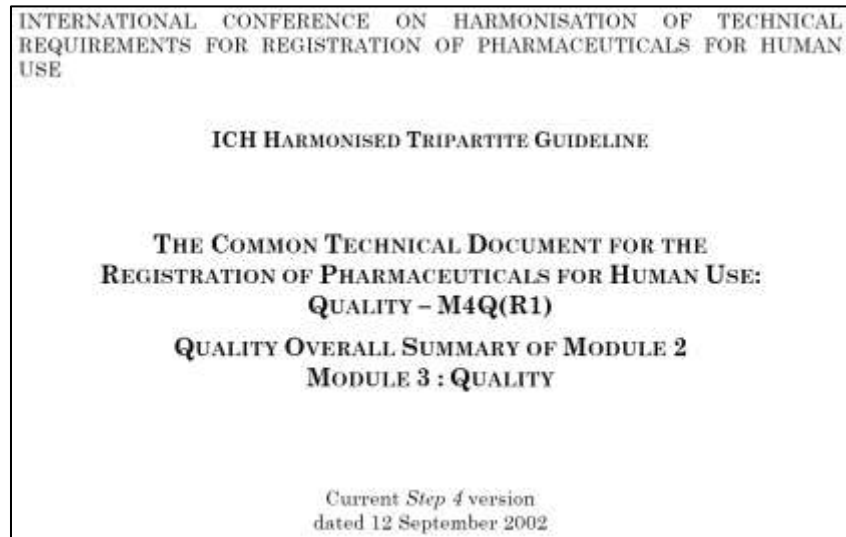 INTERNATIONAL CONFERENCE ON HARMONISATION OF TECHNICAL
REQUIREMENTS FOR REGISTRATION OF PHARMACEUTICALS FOR HUMAN
USE
ICH HARMONISED TRIPARTITE GUIDELINE
THE COMMON TECHNICAL DOCUMENT FOR THE
REGISTRATION OF PHARMACEUTICALS FOR HUMAN USE:
QUALITY – M4Q(R1)
QUALITY OVERALL SUMMARY OF MODULE 2
MODULE 3 : QUALITY
Current Step 4 version
dated 12 September 2002